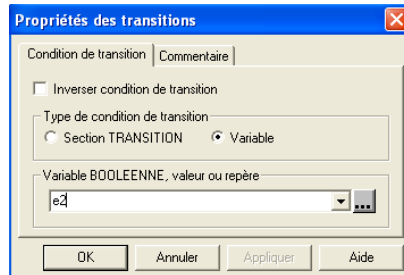 Propriétés des transitions
Condition de transition Commentaire
Inverser condition de transition
Type de condition de transition
Section TRANSITION Variable
Variable BOOLEENNE, valeur ou repère
e2
...
OK Annuler Appliquer Aide